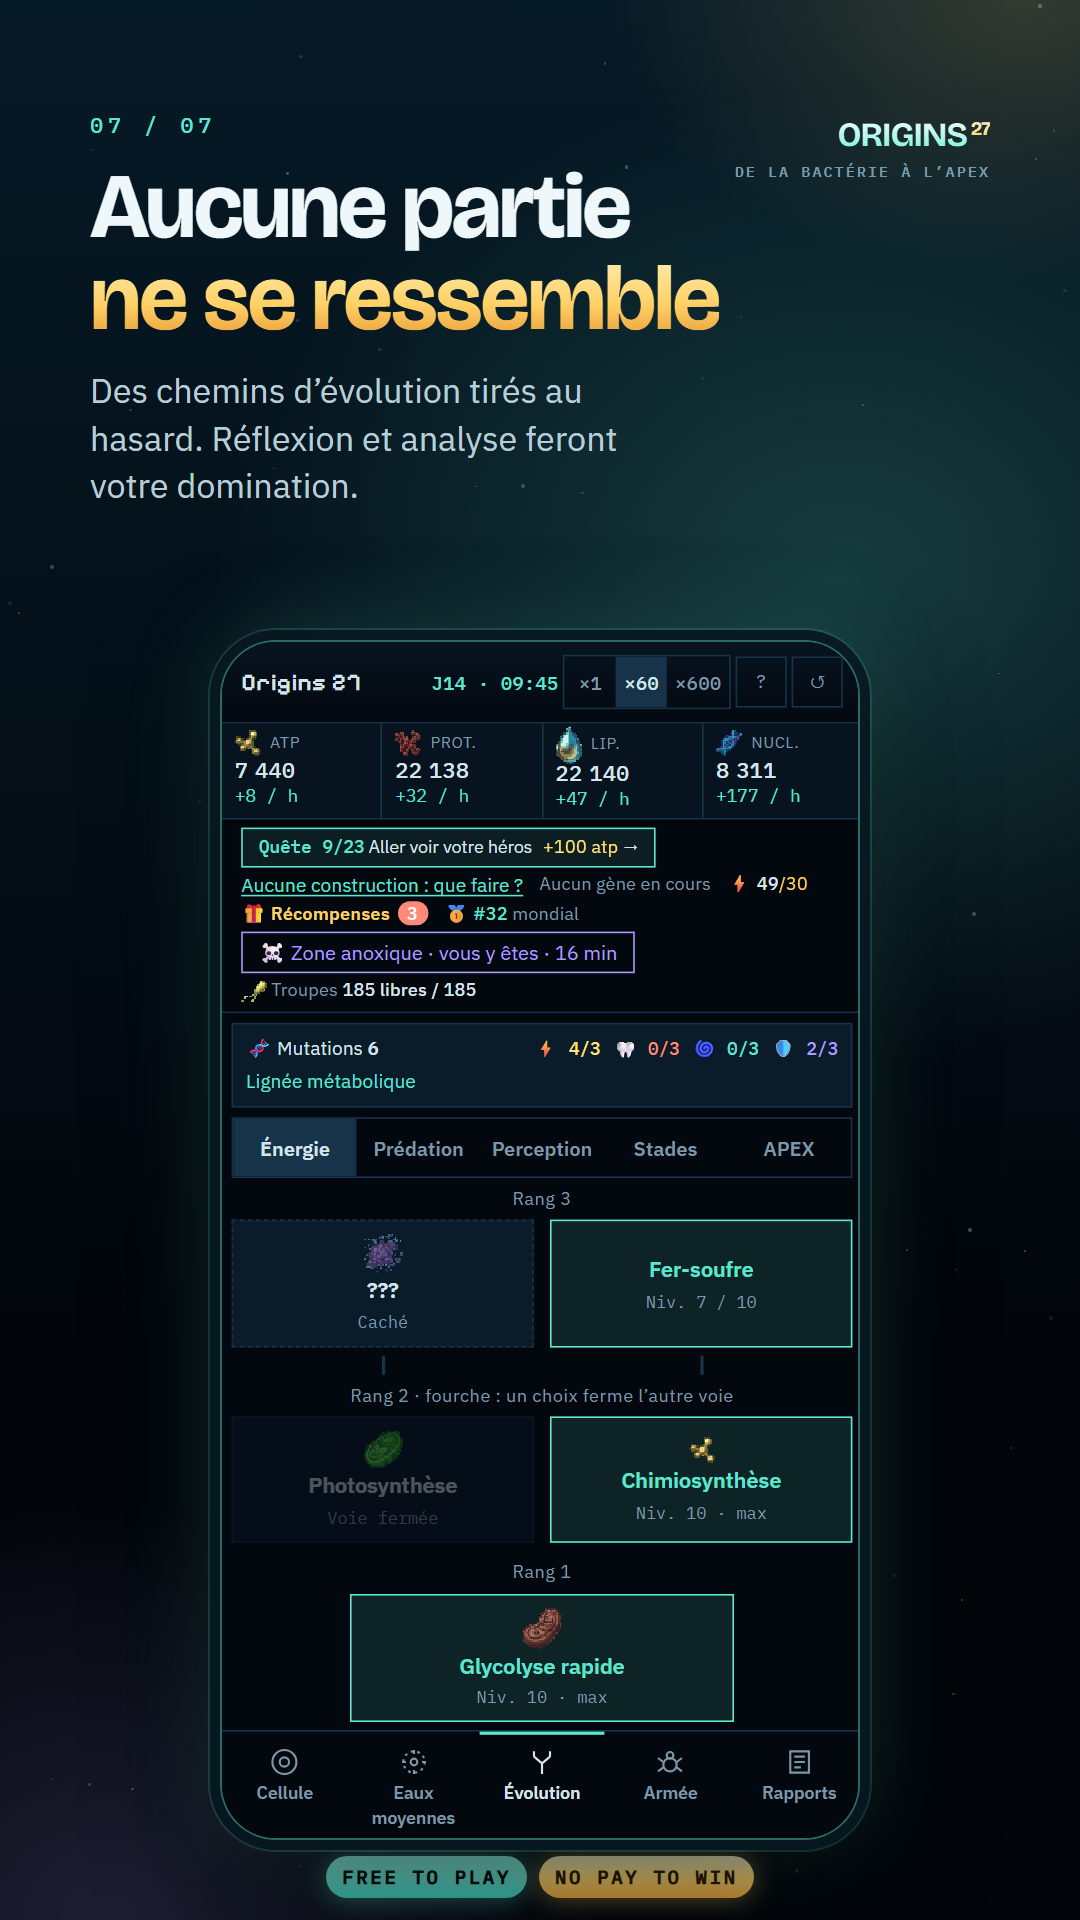 07 / 07
ORIGINS 27
DE LA BACTÉRIE À L’APEX
Aucune partie
ne se ressemble
Des chemins d’évolution tirés au
hasard. Réflexion et analyse feront
votre domination.
Origins 27
J14 · 09:45 ×1 ×60 ×600 ? ↺
ATP PROT. LIP. NUCL.
7 440 22 138 22 140 8 311
+8 / h +32 / h +47 / h +177 / h
Quête 9/23 Aller voir votre héros +100 atp →
Aucune construction : que faire ? Aucun gène en cours 49/30
Récompenses 3 #32 mondial
Zone anoxique · vous y êtes · 16 min
Troupes 185 libres / 185
Mutations 6 4/3 0/3 0/3 2/3
Lignée métabolique
Énergie Prédation Perception Stades APEX
Rang 3
??? Fer-soufre
Caché Niv. 7 / 10
Rang 2 · fourche : un choix ferme l’autre voie
Photosynthèse Chimiosynthèse
Voie fermée Niv. 10 · max
Rang 1
Glycolyse rapide
Niv. 10 · max
Cellule Eaux moyennes Évolution Armée Rapports
FREE TO PLAY NO PAY TO WIN